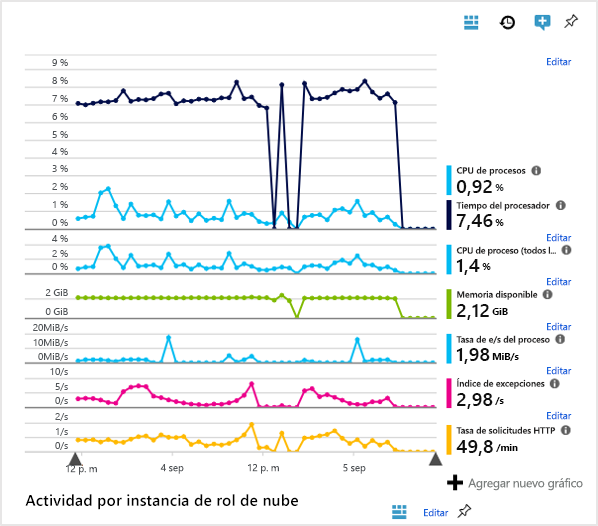 Editar
9 %
8 %
7 %
6 %
5 %
4 %
3 %
2 %
1 %
0 %
CPU de procesos
0,92 %
Tiempo del procesador
7,46 %
Editar
4 %
2 %
0 %
CPU de proceso (todos l...
1,4 %
Editar
2 GiB
0 GiB
Memoria disponible
2,12 GiB
Editar
20MiB/s
10MiB/s
0MiB/s
Tasa de e/s del proceso
1,98 MiB/s
Editar
10/s
5/s
0/s
Índice de excepciones
2,98 /s
Editar
2/s
1/s
0/s
Tasa de solicitudes HTTP
49,8 /min
12 p. m 4 sep 12 p. m 5 sep
Agregar nuevo gráfico
Actividad por instancia de rol de nube
Editar